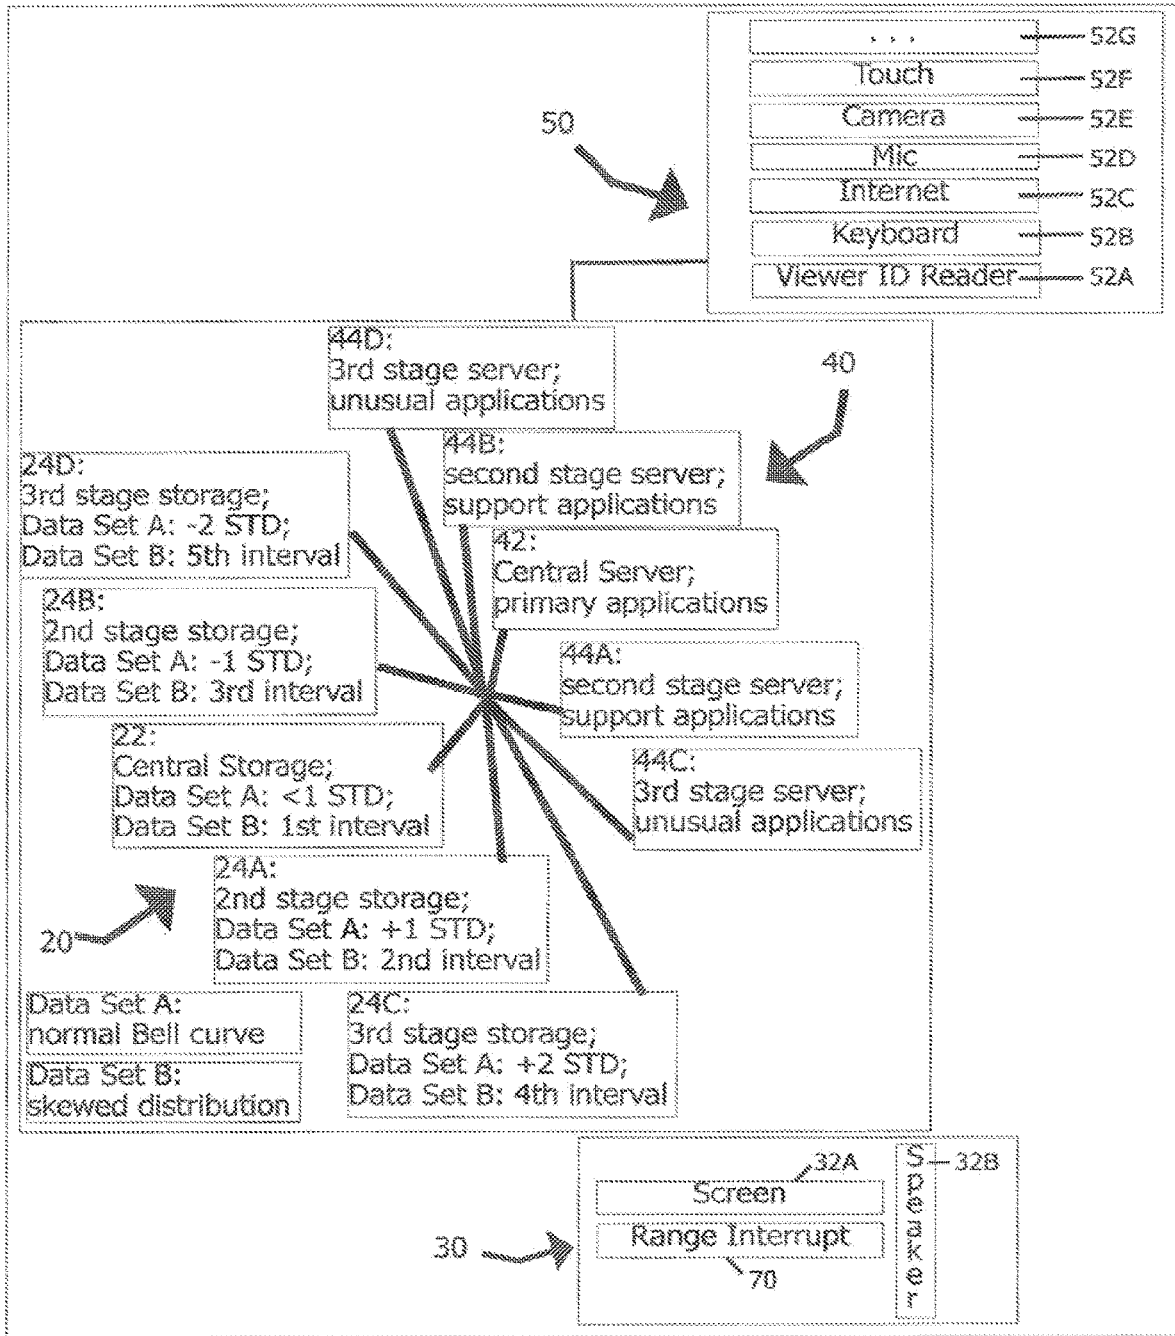 . . .
52G
Touch
52F
Camera
52E
50
Mic
52D
Internet
52C
Keyboard
52B
Viewer ID Reader
52A
44D:
3rd stage server;
unusual applications
40
44B:
second stage server;
support applications
24D:
3rd stage storage;
Data Set A: -2 STD;
Data Set B: 5th interval
42:
Central Server;
primary applications
24B:
2nd stage storage;
Data Set A: -1 STD;
Data Set B: 3rd interval
44A:
second stage server;
support applications
22:
Central Storage;
Data Set A: <1 STD;
Data Set B: 1st interval
44C:
3rd stage server;
unusual applications
24A:
2nd stage storage;
Data Set A: +1 STD;
Data Set B: 2nd interval
20
Data Set A:
normal Bell curve
Data Set B:
skewed distribution
24C:
3rd stage storage;
Data Set A: +2 STD;
Data Set B: 4th interval
32A
Screen
Speaker
32B
30
Range Interrupt
70